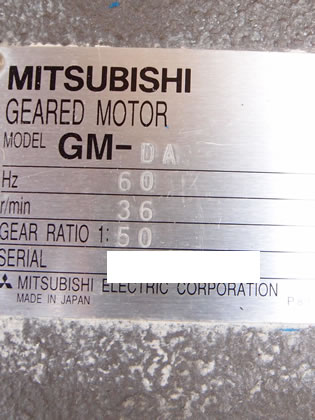 MITSUBISHI
GEARED MOTOR
MODEL GM-DA
Hz 60
r/min 36
GEAR RATIO 1: 50
SERIAL
MITSUBISHI ELECTRIC CORPORATION
MADE IN JAPAN